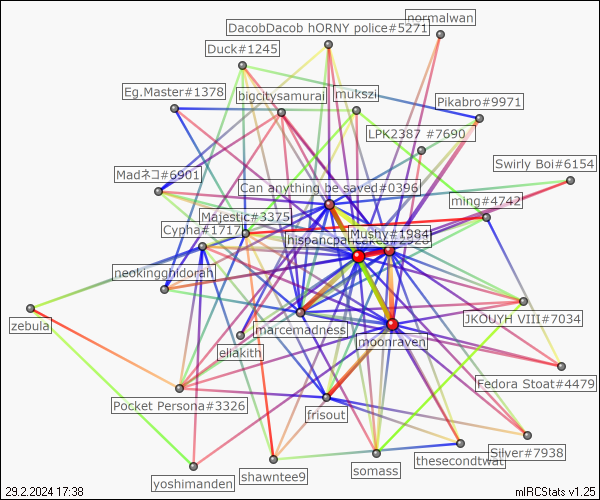 normalwan
DacobDacob hORNY police#5271
Duck#1245
Eg.Master#1378
bigcitysamurai
mukszi
Pikabro#9971
LPK2387 #7690
Swirly Boi#6154
Madネコ#6901
Can anything be saved#0396
ming#4742
Majestic#3375
Cypha#1717
Mushy#1984
neokingghidorah
zebula
marcemadness
JKOUYH VIII#7034
moonraven
eliakith
Fedora Stoat#4479
Pocket Persona#3326
frisout
Silver#7938
thesecondtwat
somass
shawntee9
yoshimanden
29.2.2024 17:38
mIRCStats v1.25